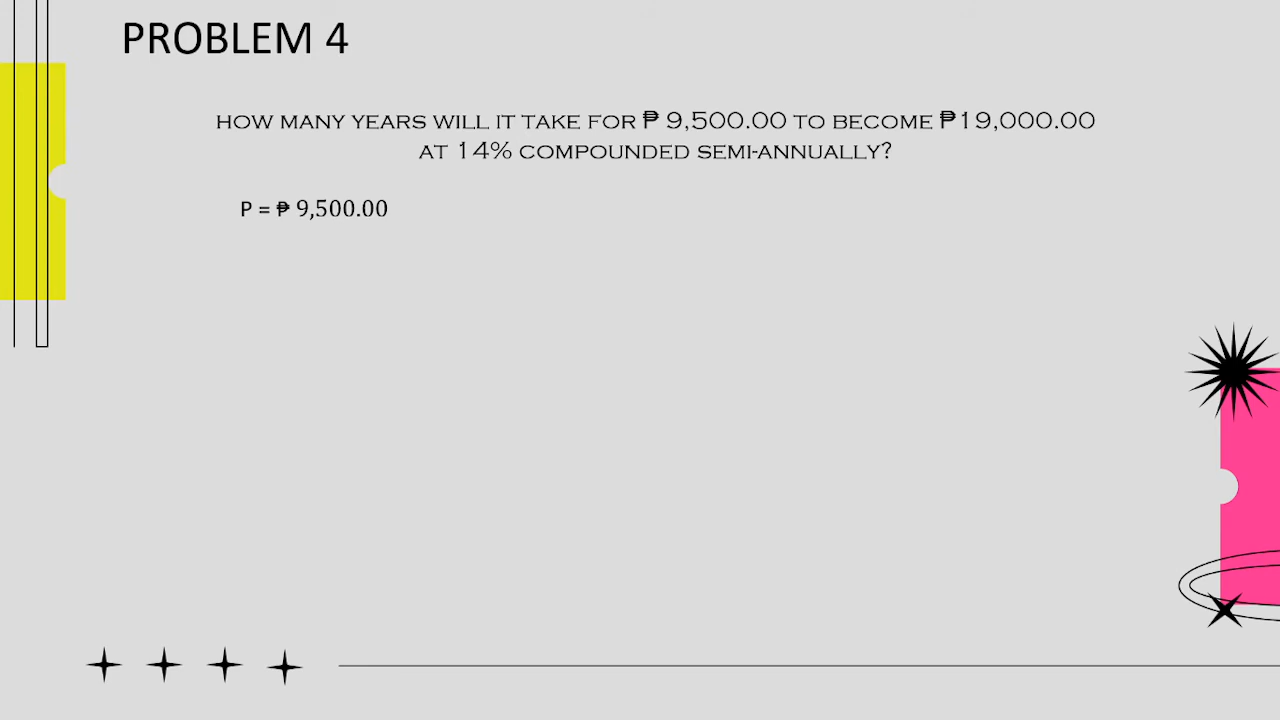 PROBLEM 4
HOW MANY YEARS WILL IT TAKE FOR ₱ 9,500.00 TO BECOME ₱19,000.00
AT 14% COMPOUNDED SEMI-ANNUALLY?
P = ₱ 9,500.00